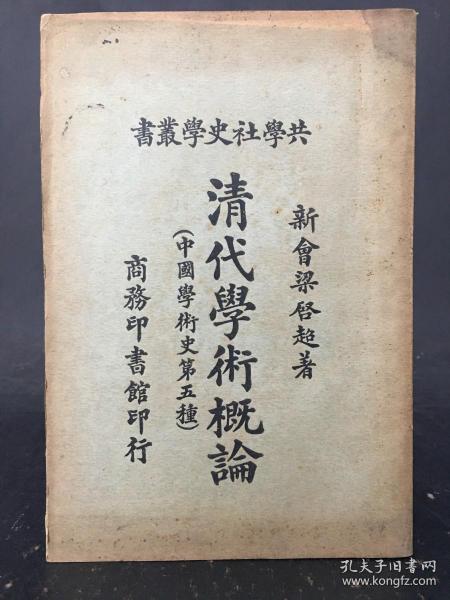 共學社史學叢書
新會梁啓超著
清代學術概論
(中國學術史第五種)
商務印書館印行
孔夫子旧书网
www.kongfz.com